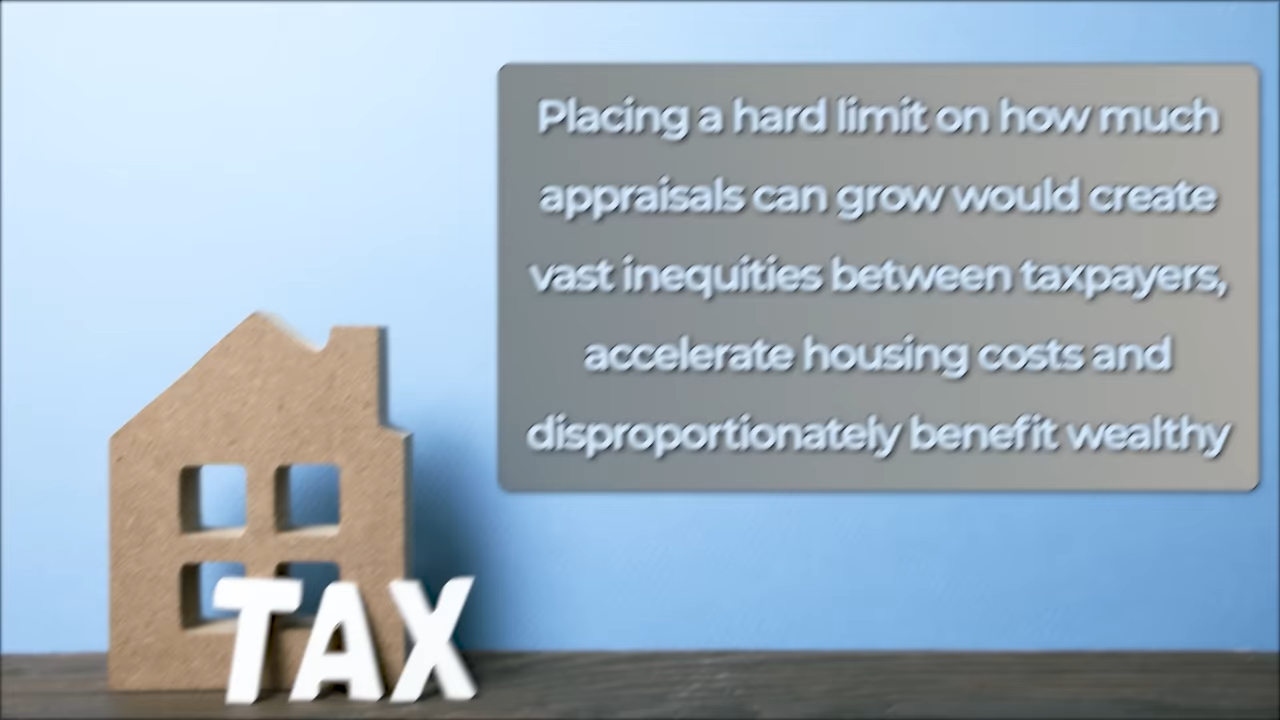 Placing a hard limit on how much
appraisals can grow would create
vast inequities between taxpayers,
accelerate housing costs and
disproportionately benefit wealthy
TAX